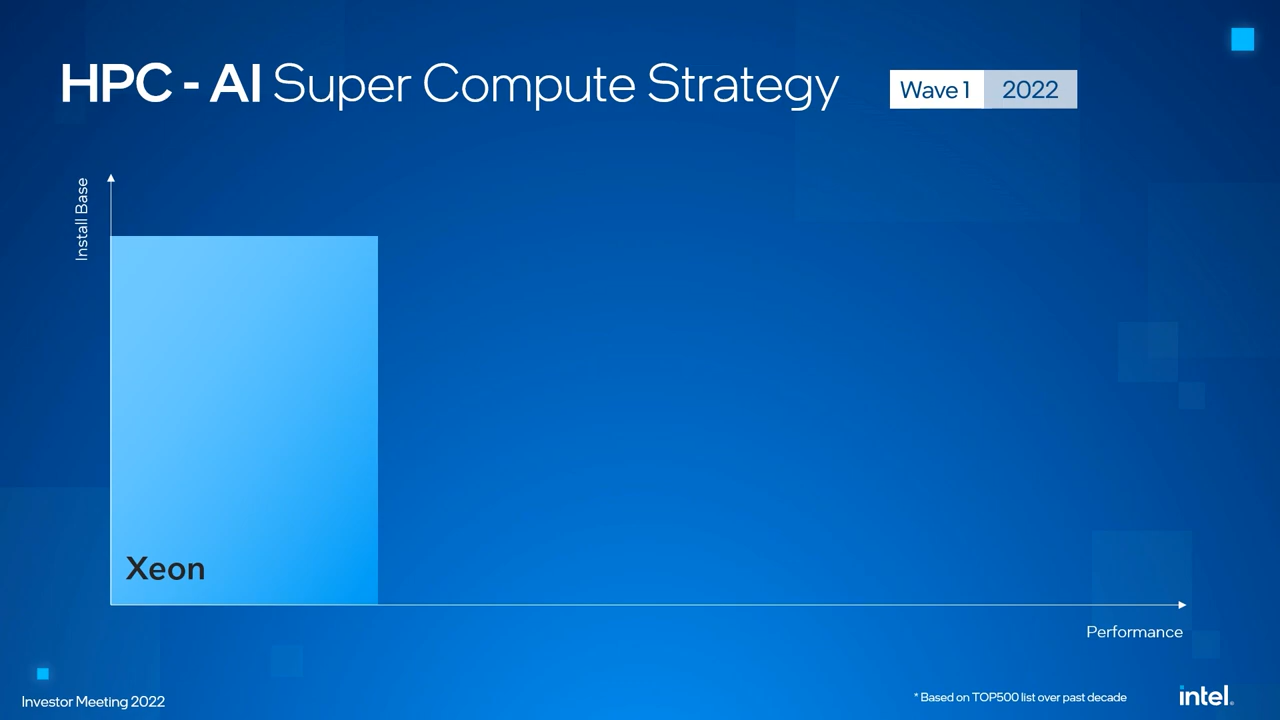 HPC - AI Super Compute Strategy
Wave 1
2022
Install Base
Xeon
Performance
Investor Meeting 2022
* Based on TOP500 list over past decade
intel.